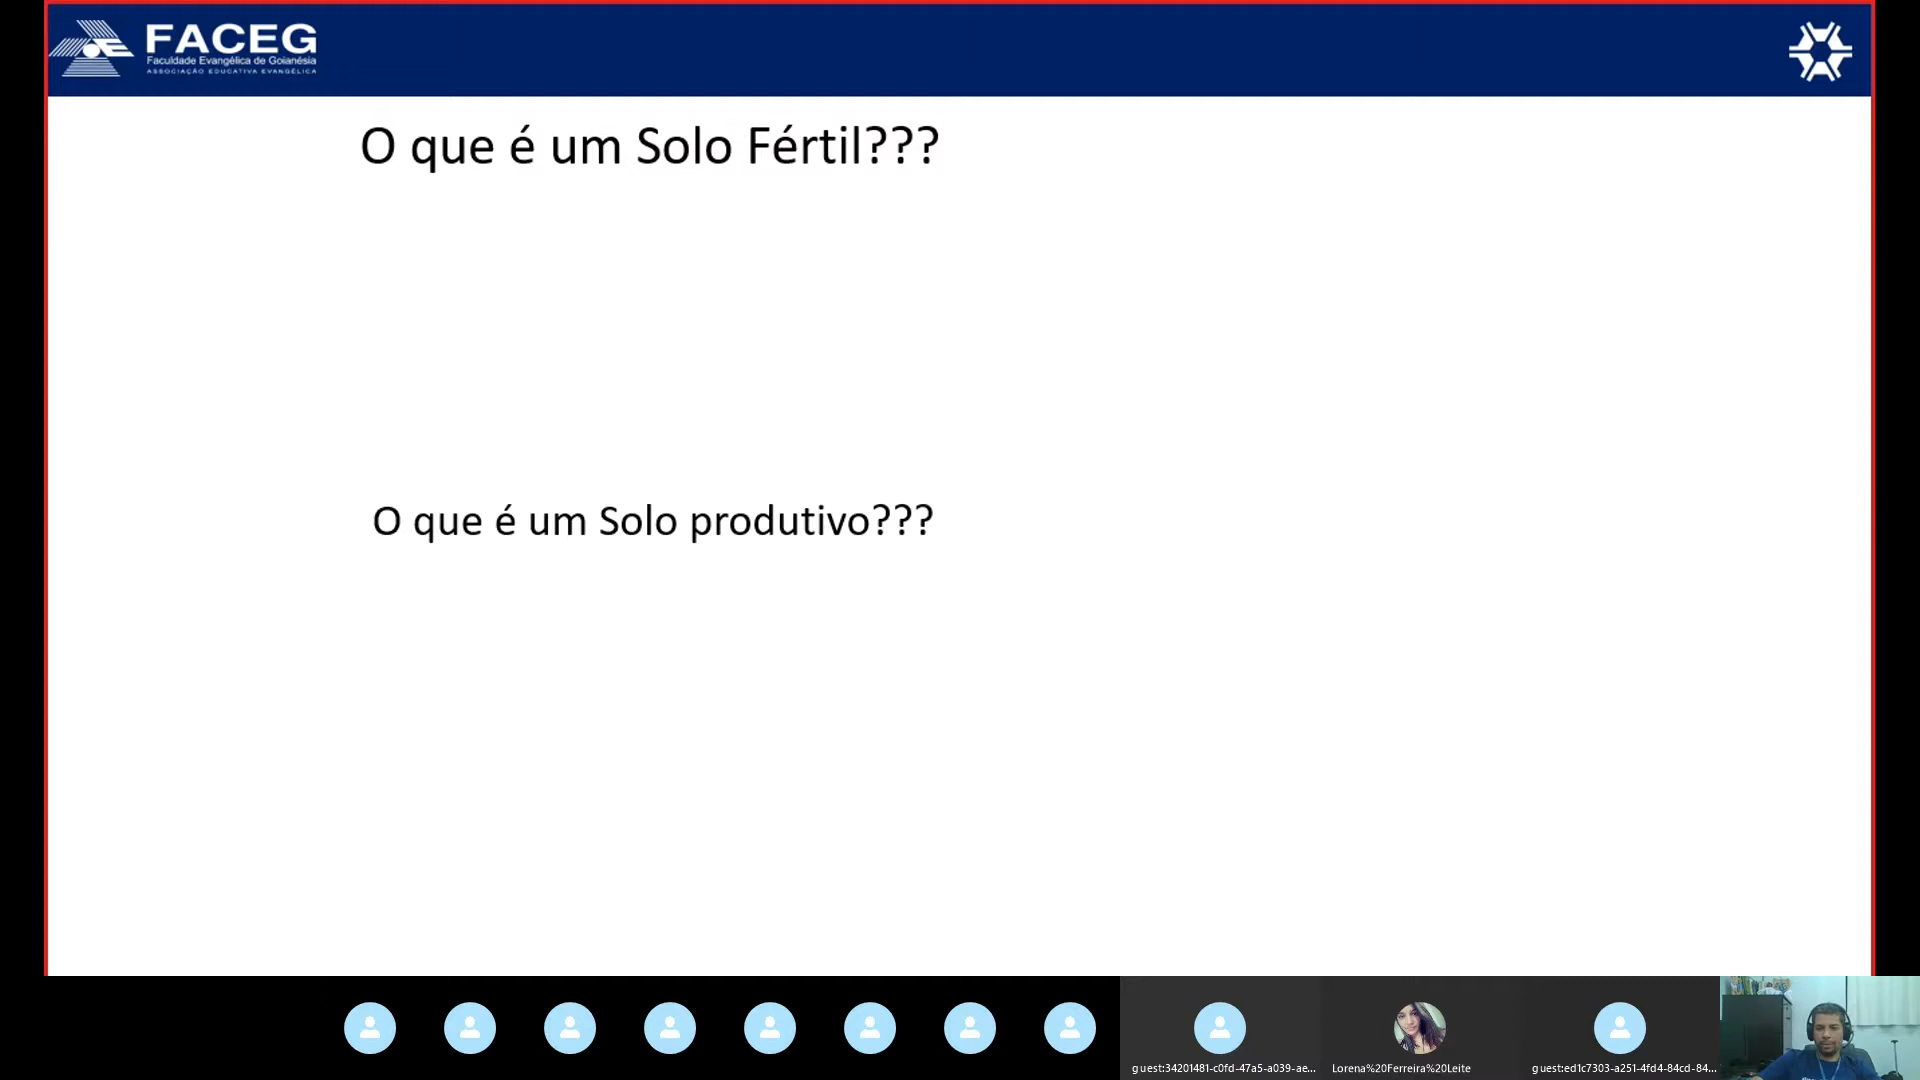 FACEG
Faculdade Evangélica de Goianésia
ASSOCIAÇÃO EDUCATIVA EVANGÉLICA
O que é um Solo Fértil???
O que é um Solo produtivo???
guest:34201481-c0fd-47a5-a039-ae...
Lorena%20Ferreira%20Leite
guest:ed1c7303-a251-4fd4-84cd-84...